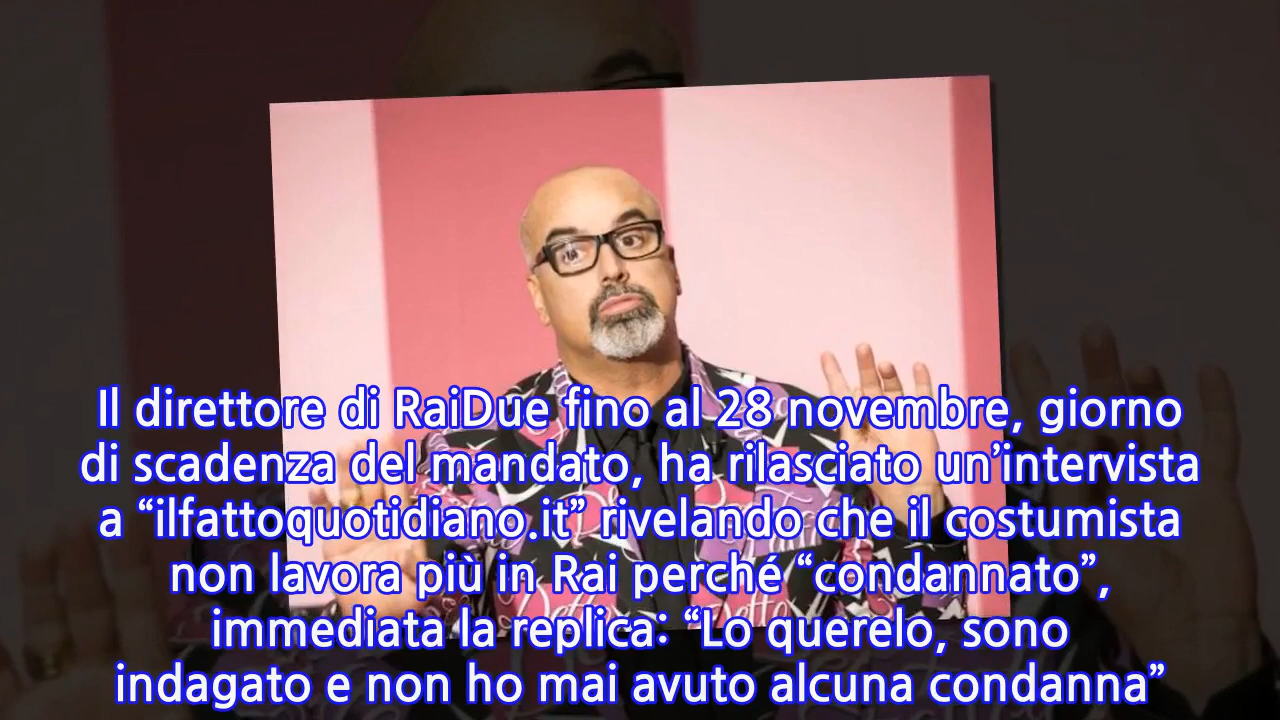 Il direttore di RaiDue fino al 28 novembre, giorno
di scadenza del mandato, ha rilasciato un’intervista
a “ilfattoquotidiano.it” rivelando che il costumista
non lavora più in Rai perché “condannato”,
immediata la replica: “Lo querelo, sono
indagato e non ho mai avuto alcuna condanna”